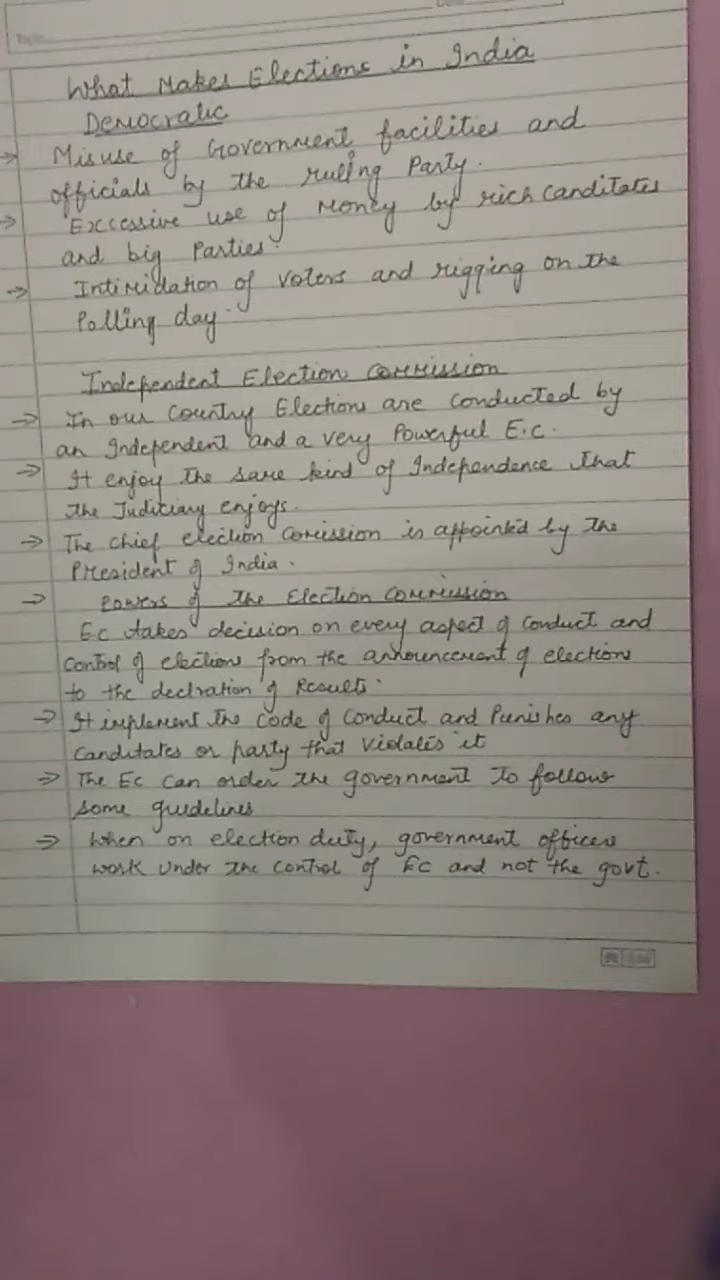 What Makes Elections in India
Democratic
→ Misuse of Government facilities and
officials by the ruling Party.
→ Excessive use of Money by rich canditates
and big Parties.
→ Intimidation of voters and rigging on the
Polling day.
Independent Election Commission
→ In our Country Elections are conducted by
an Independent and a very Powerful E.C.
→ It enjoy the same kind of Independence that
the Judiciary enjoys.
→ The chief election Comission is appointed by the
President of India.
→ Powers of the Election Commission
EC takes decision on every aspect of conduct and
control of elections from the announcement of elections
to the declration of Results.
→ It implement the code of conduct and Punishes any
Canditates or party that violates it
→ The EC can order the government to follow
some guidelines
→ When on election duty, government officers
work under the control of EC and not the govt.